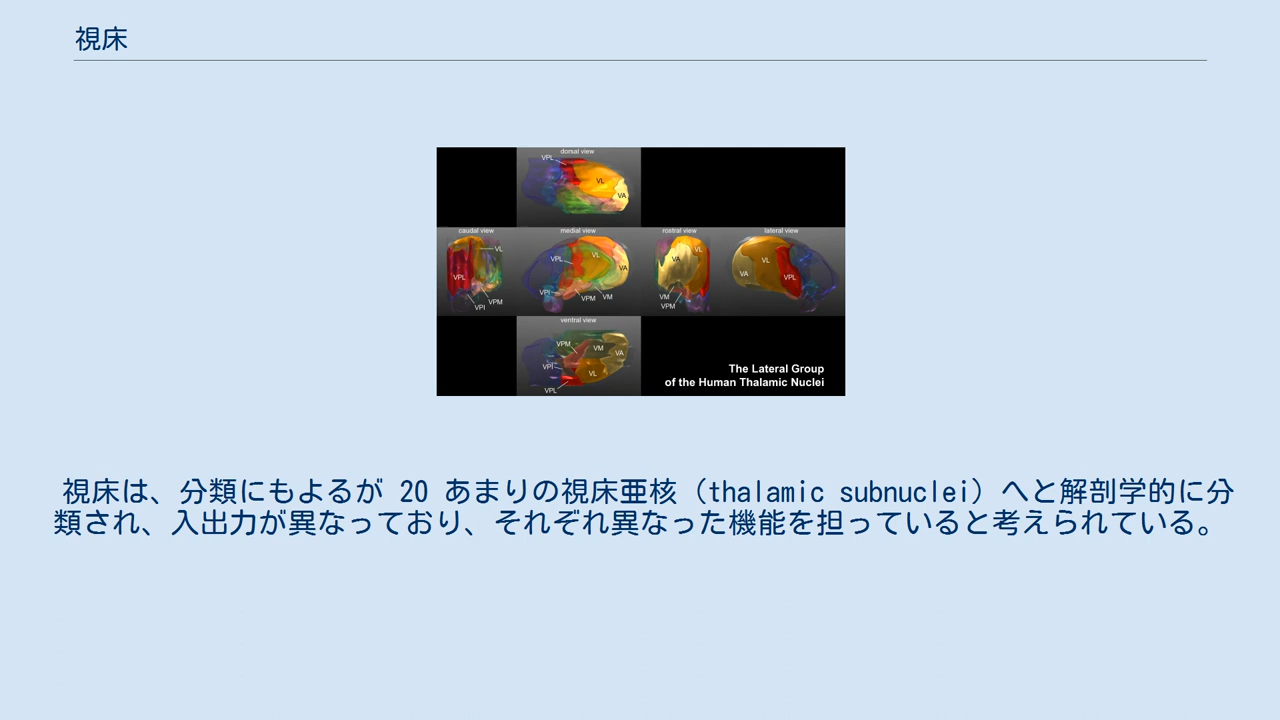 視床
dorsal view
VPL
VL
VA
caudal view
medial view
rostral view
lateral view
VL
VPL
VPM
VPI
VPL
VL
VA
VPI
VPM
VM
VL
VA
VM
VPM
VL
VA
VPL
ventral view
VPM
VM
VA
VPI
VL
VPL
The Lateral Group
of the Human Thalamic Nuclei
視床は、分類にもよるが 20 あまりの視床亜核（thalamic subnuclei）へと解剖学的に分
類され、入出力が異なっており、それぞれ異なった機能を担っていると考えられている。